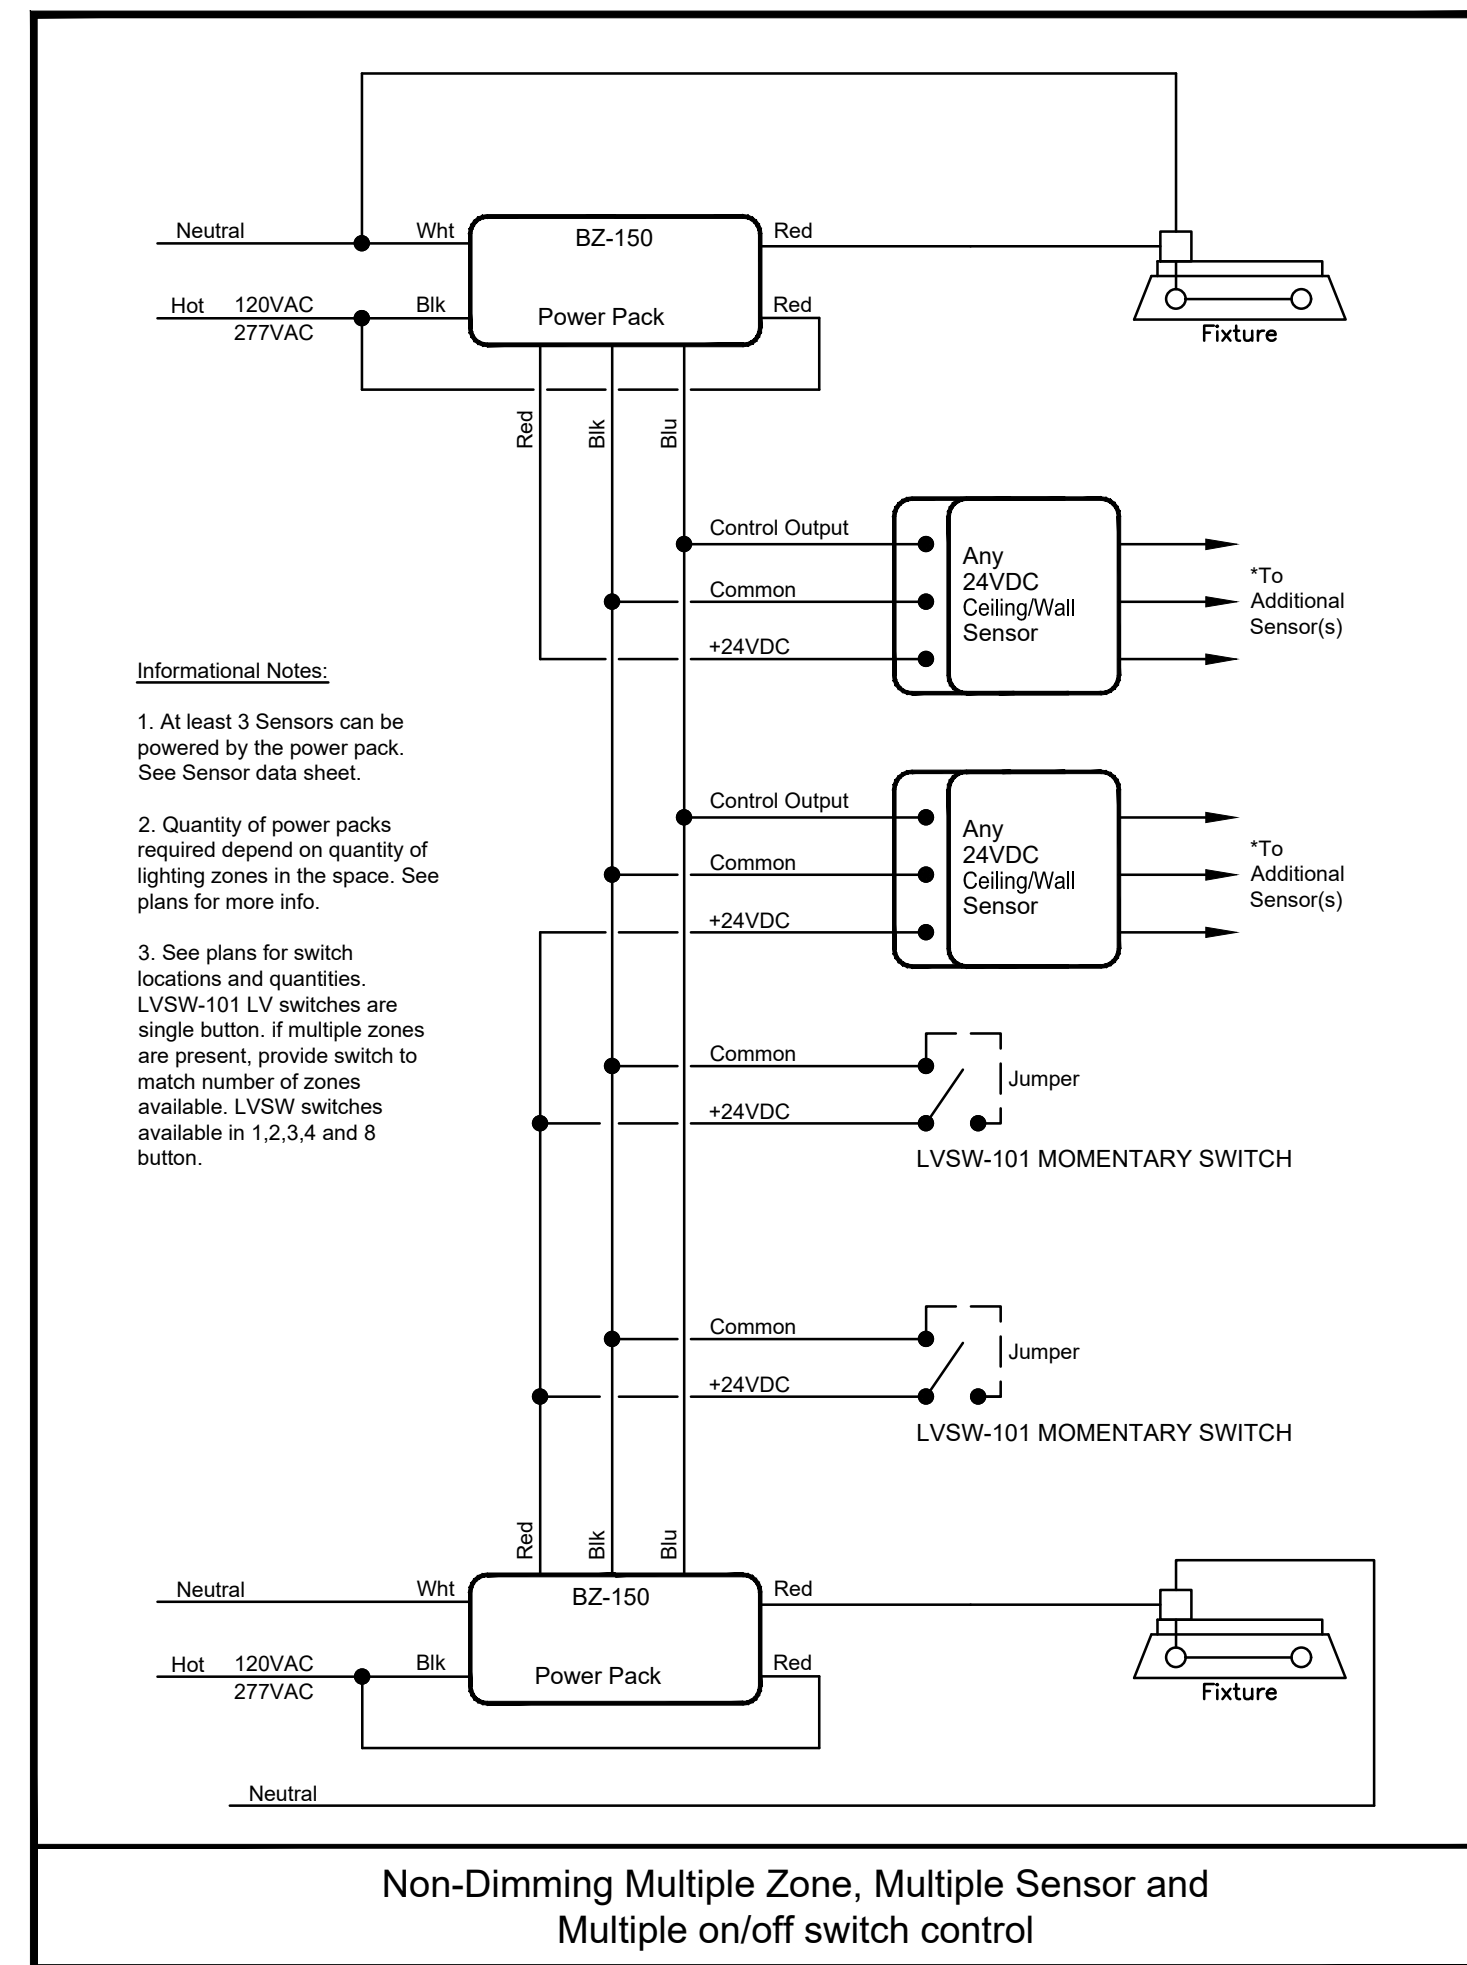 Neutral
Wht
BZ-150
Red
Hot
120VAC
277VAC
Blk
Power Pack
Red
Fixture
Red
Blk
Blu
Control Output
Common
+24VDC
Any
24VDC
Ceiling/Wall
Sensor
*To
Additional
Sensor(s)
Informational Notes:
1. At least 3 Sensors can be
powered by the power pack.
See Sensor data sheet.
2. Quantity of power packs
required depend on quantity of
lighting zones in the space. See
plans for more info.
3. See plans for switch
locations and quantities.
LVSW-101 LV switches are
single button. if multiple zones
are present, provide switch to
match number of zones
available. LVSW switches
available in 1,2,3,4 and 8
button.
Control Output
Common
+24VDC
Any
24VDC
Ceiling/Wall
Sensor
*To
Additional
Sensor(s)
Common
+24VDC
Jumper
LVSW-101 MOMENTARY SWITCH
Common
+24VDC
Jumper
LVSW-101 MOMENTARY SWITCH
Red
Blk
Blu
Neutral
Wht
BZ-150
Red
Hot
120VAC
277VAC
Blk
Power Pack
Red
Fixture
Neutral
Non-Dimming Multiple Zone, Multiple Sensor and
Multiple on/off switch control